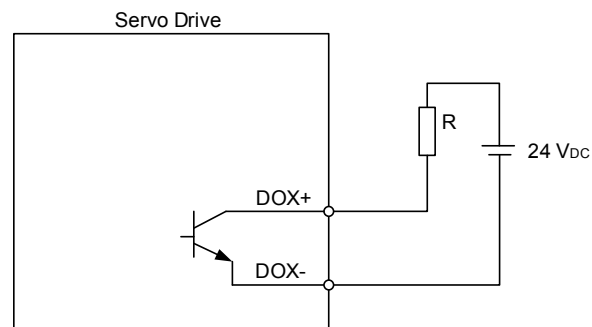 Servo Drive
R
24 VDC
DOX+
DOX-